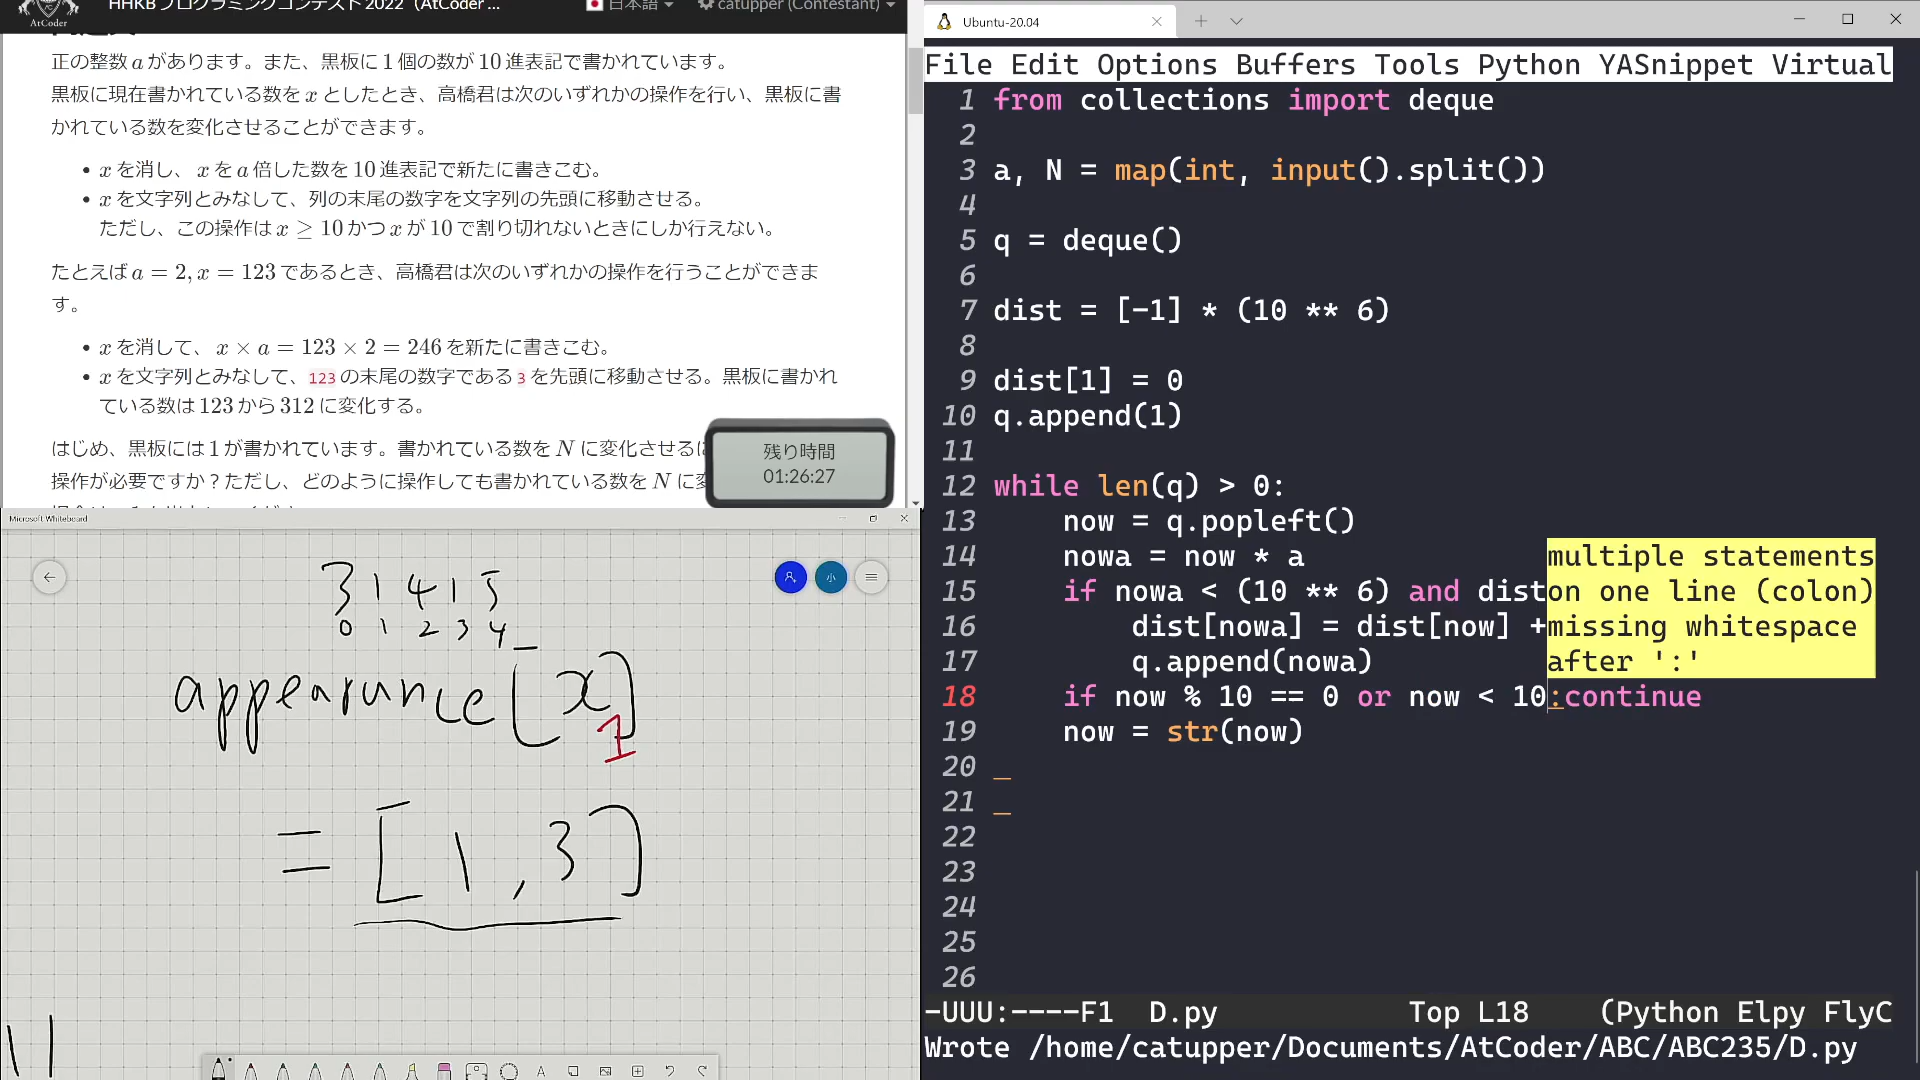 AtCoder
HHKB プログラミングコンテスト 2022（AtCoder ...
日本語
catupper (Contestant)
正の整数 a があります。また、黒板に 1 個の数が 10 進表記で書かれています。
黒板に現在書かれている数を x としたとき、高橋君は次のいずれかの操作を行い、黒板に書
かれている数を変化させることができます。
• x を消し、 x を a 倍した数を 10 進表記で新たに書きこむ。
• x を文字列とみなして、列の末尾の数字を文字列の先頭に移動させる。
ただし、この操作は x ≥ 10 かつ x が 10 で割り切れないときにしか行えない。
たとえば a = 2, x = 123 であるとき、高橋君は次のいずれかの操作を行うことができま
す。
• x を消して、 x × a = 123 × 2 = 246 を新たに書きこむ。
• x を文字列とみなして、 123 の末尾の数字である 3 を先頭に移動させる。黒板に書かれ
ている数は 123 から 312 に変化する。
はじめ、黒板には 1 が書かれています。書かれている数を N に変化させるに
操作が必要ですか？ただし、どのように操作しても書かれている数を N に変
残り時間
01:26:27
Microsoft Whiteboard
小
3 1 4 1 5
0 1 2 3 4
appearance[x]
1
= [1, 3]
11
A
Ubuntu-20.04
File Edit Options Buffers Tools Python YASnippet Virtual
1 from collections import deque
2
3 a, N = map(int, input().split())
4
5 q = deque()
6
7 dist = [-1] * (10 ** 6)
8
9 dist[1] = 0
10 q.append(1)
11
12 while len(q) > 0:
13     now = q.popleft()
14     nowa = now * a
15     if nowa < (10 ** 6) and dist
16         dist[nowa] = dist[now] +
17         q.append(nowa)
18     if now % 10 == 0 or now < 10:continue
19     now = str(now)
20 _
21 _
22
23
24
25
26
multiple statements
on one line (colon)
missing whitespace
after ':'
-UUU:----F1  D.py           Top L18    (Python Elpy FlyC
Wrote /home/catupper/Documents/AtCoder/ABC/ABC235/D.py